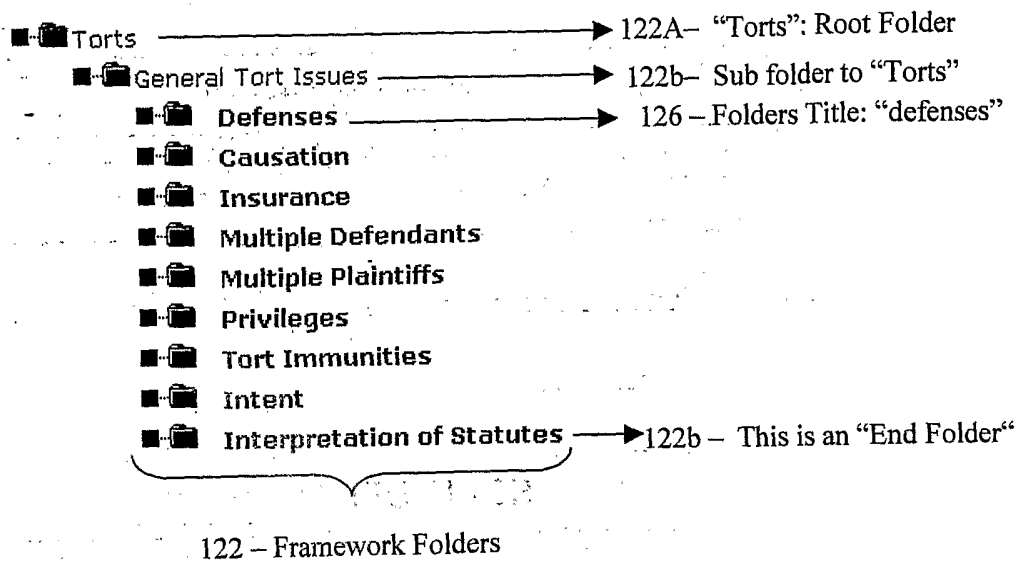 Torts 122A– “Torts”: Root Folder
General Tort Issues 122b– Sub folder to “Torts”
Defenses 126 – Folders Title: “defenses”
Causation
Insurance
Multiple Defendants
Multiple Plaintiffs
Privileges
Tort Immunities
Intent
Interpretation of Statutes 122b – This is an “End Folder“
122 – Framework Folders